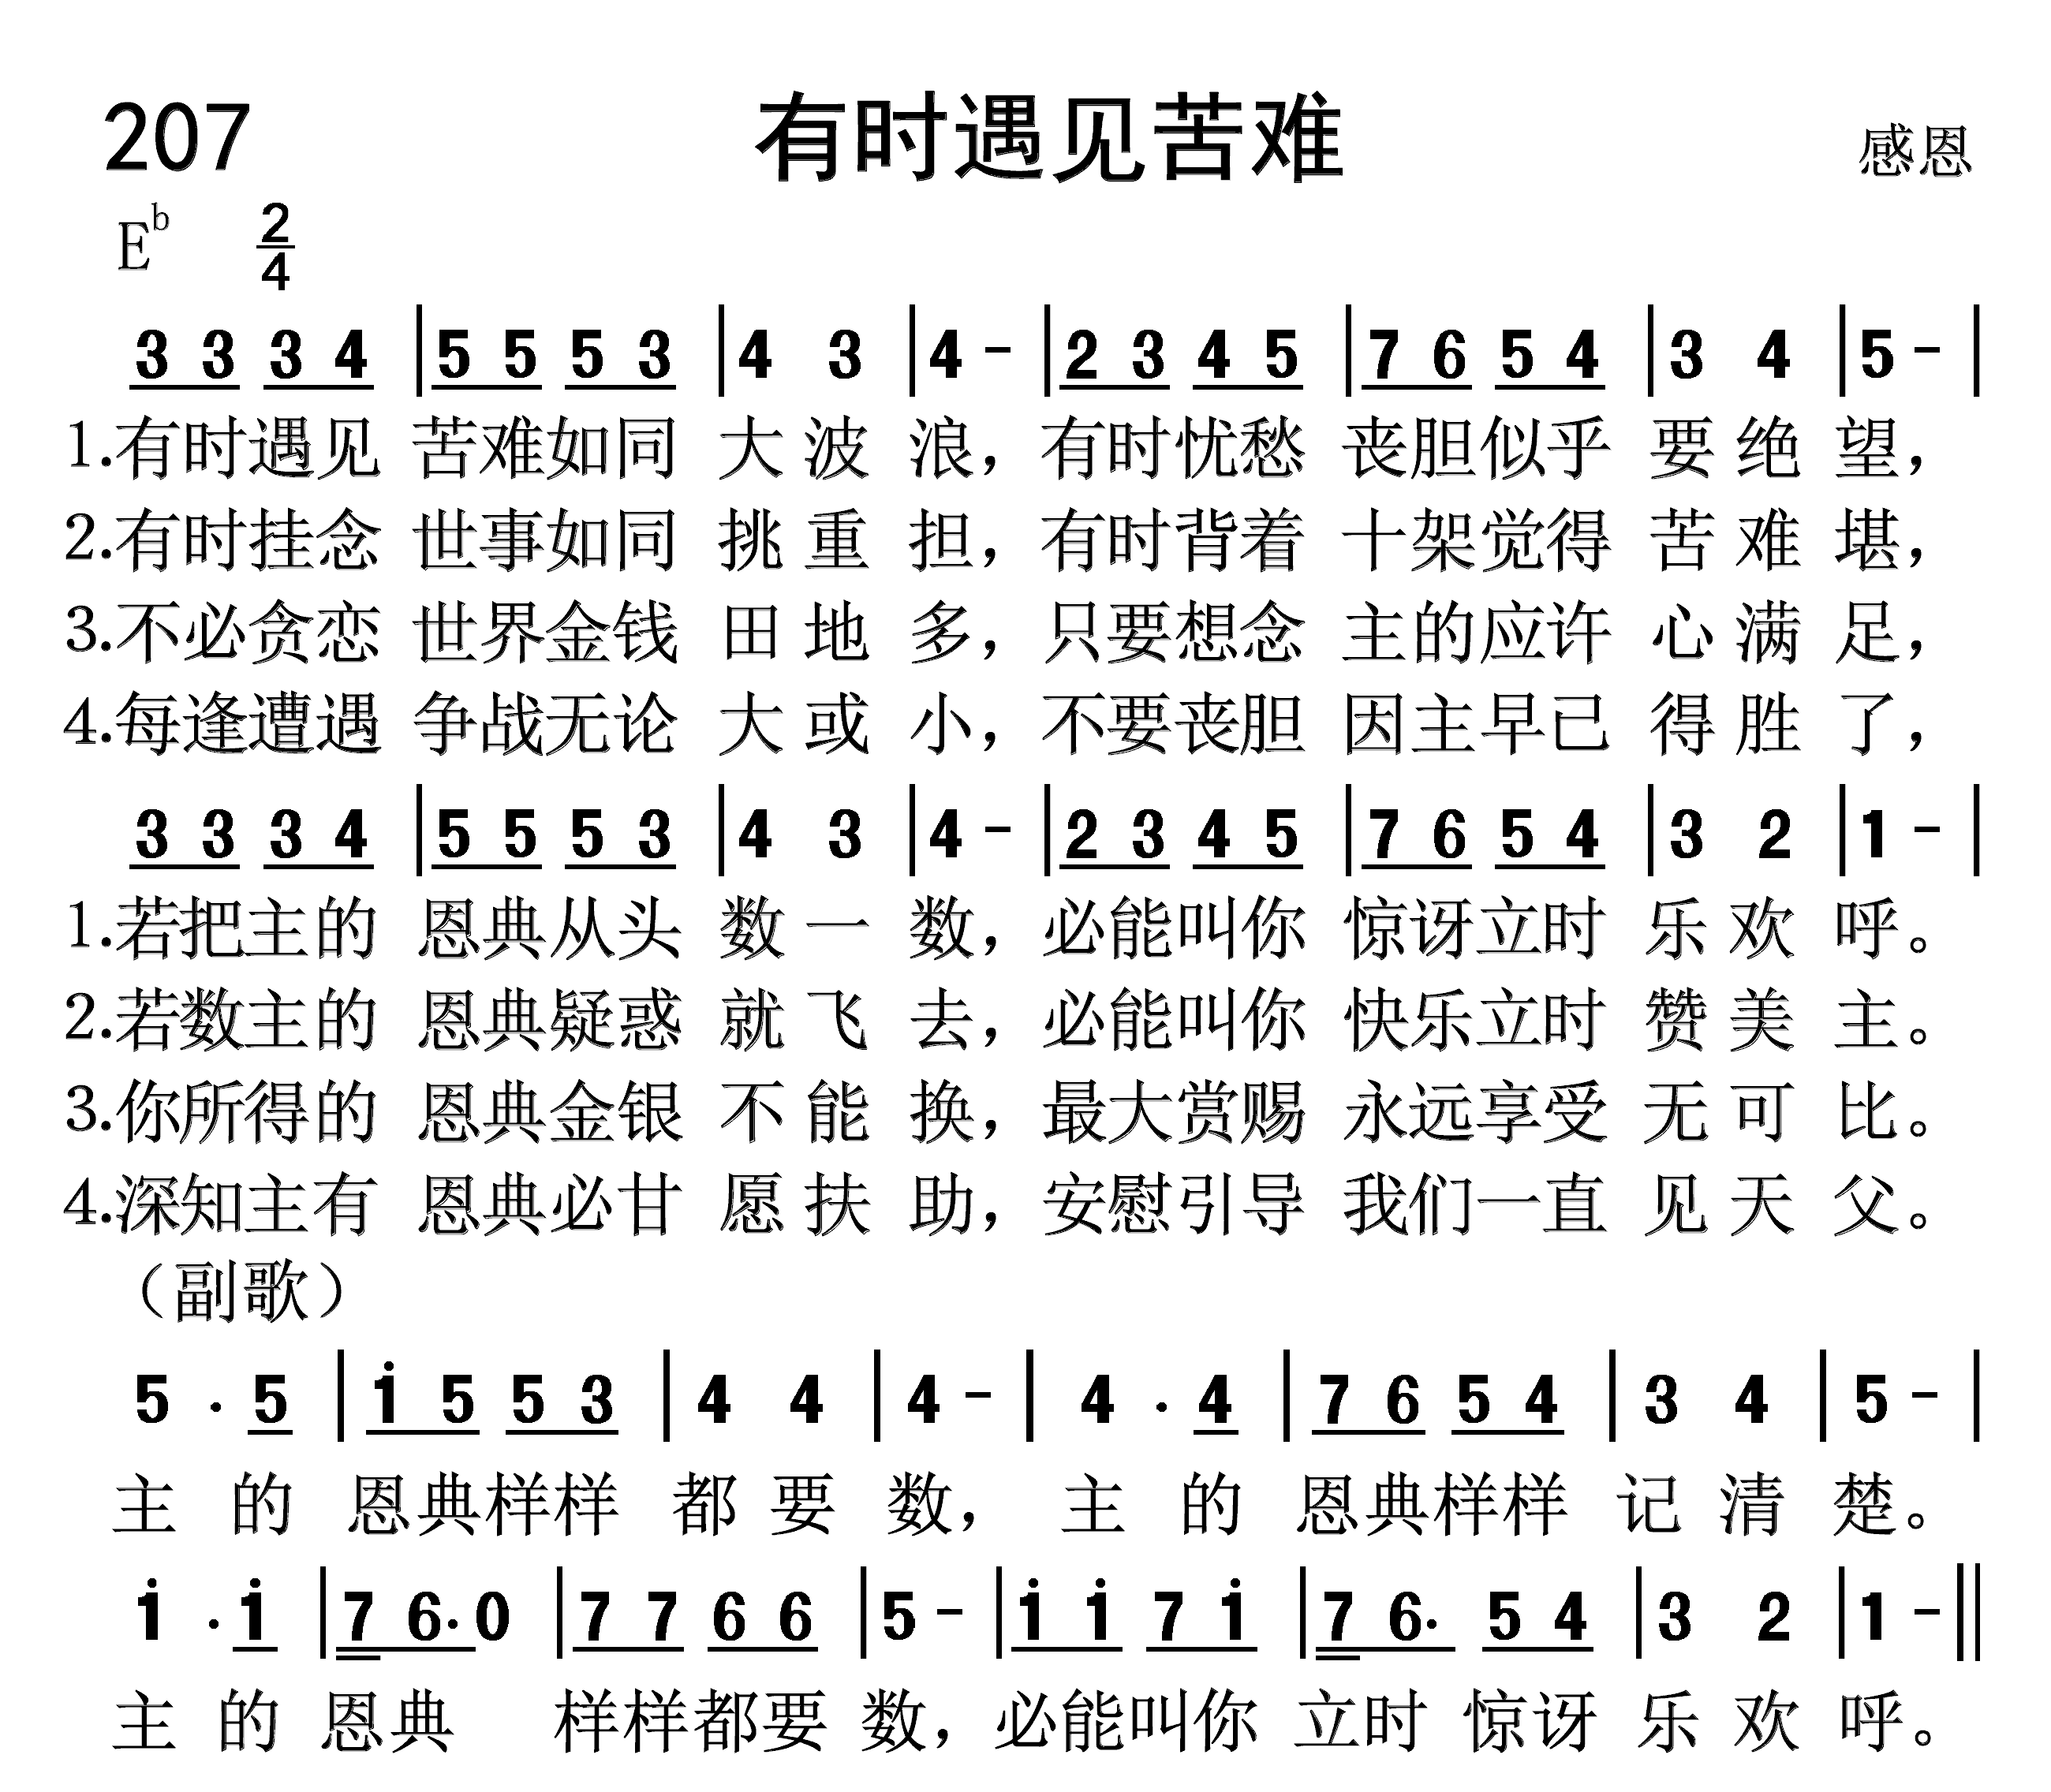 207 有时遇见苦难 感恩
E♭ 2/4
3 3 3 4 | 5 5 5 3 | 4 3 | 4 - | 2 3 4 5 | 7 6 5 4 | 3 4 | 5 - |
1.有时遇见 苦难如同 大 波 浪，有时忧愁 丧胆似乎 要 绝 望，
2.有时挂念 世事如同 挑 重 担，有时背着 十架觉得 苦 难 堪，
3.不必贪恋 世界金钱 田 地 多，只要想念 主的应许 心 满 足，
4.每逢遭遇 争战无论 大 或 小，不要丧胆 因主早已 得 胜 了，
3 3 3 4 | 5 5 5 3 | 4 3 | 4 - | 2 3 4 5 | 7 6 5 4 | 3 2 | 1 - |
1.若把主的 恩典从头 数 一 数，必能叫你 惊讶立时 乐 欢 呼。
2.若数主的 恩典疑惑 就 飞 去，必能叫你 快乐立时 赞 美 主。
3.你所得的 恩典金银 不 能 换，最大赏赐 永远享受 无 可 比。
4.深知主有 恩典必甘 愿 扶 助，安慰引导 我们一直 见 天 父。
（副歌）
5 · 5 | i 5 5 3 | 4 4 | 4 - | 4 · 4 | 7 6 5 4 | 3 4 | 5 - |
主 的 恩典样样 都 要 数， 主 的 恩典样样 记 清 楚。
i · i | 7 6· 0 | 7 7 6 6 | 5 - | i i 7 i | 7 6· 5 4 | 3 2 | 1 - ||
主 的 恩典 样样都要 数，必能叫你 立时 惊讶 乐 欢 呼。